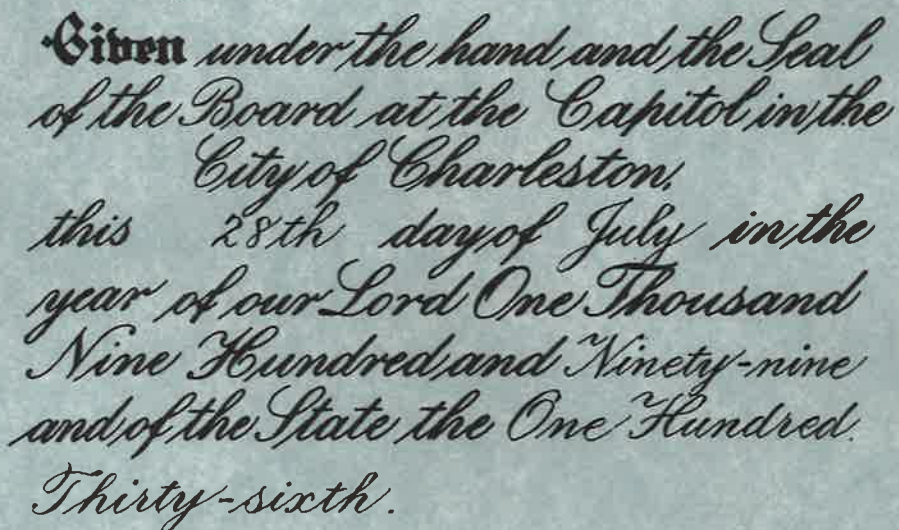 Given under the hand and the Seal
of the Board at the Capitol in the
City of Charleston,
this 28th day of July in the
year of our Lord One Thousand
Nine Hundred and Ninety-nine
and of the State the One Hundred.
Thirty-sixth.